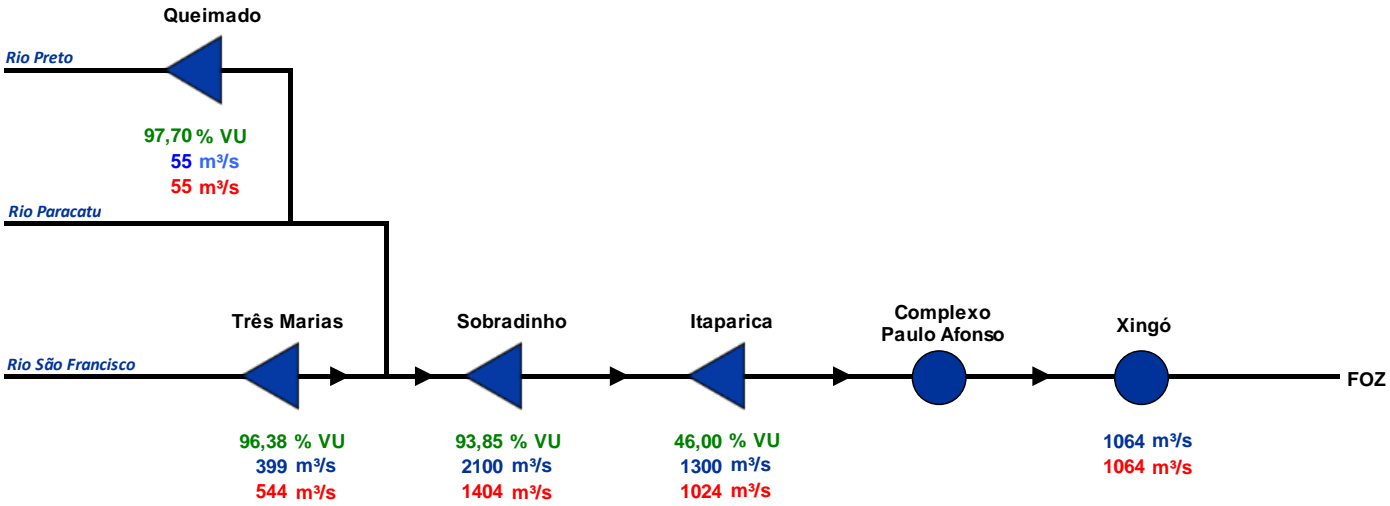 Queimado
Rio Preto
97,70 % VU
55 m³/s
55 m³/s
Rio Paracatu
Três Marias
Sobradinho
Itaparica
Complexo
Paulo Afonso
Xingó
Rio São Francisco
FOZ
96,38 % VU
399 m³/s
544 m³/s
93,85 % VU
2100 m³/s
1404 m³/s
46,00 % VU
1300 m³/s
1024 m³/s
1064 m³/s
1064 m³/s